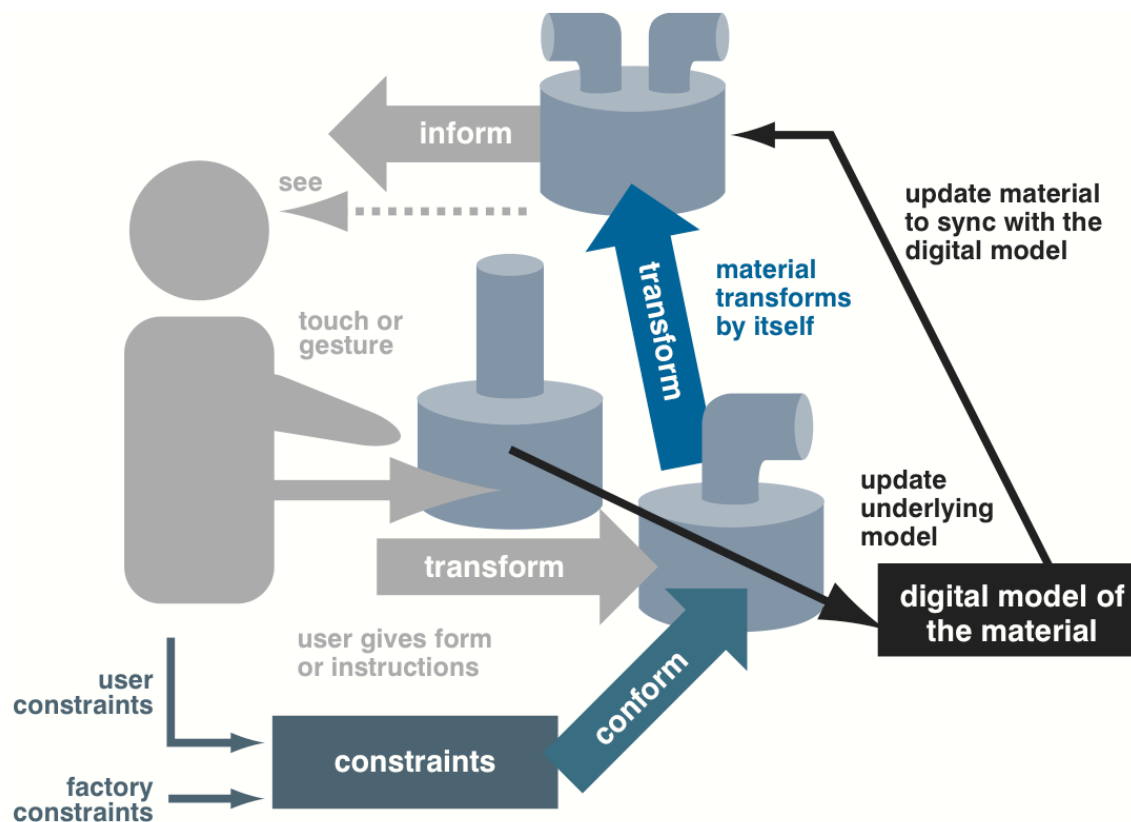 inform
see
update material
to sync with the
digital model
transform
material
transforms
by itself
touch or
gesture
update
underlying
model
transform
digital model of
the material
user gives form
or instructions
conform
user
constraints
constraints
factory
constraints